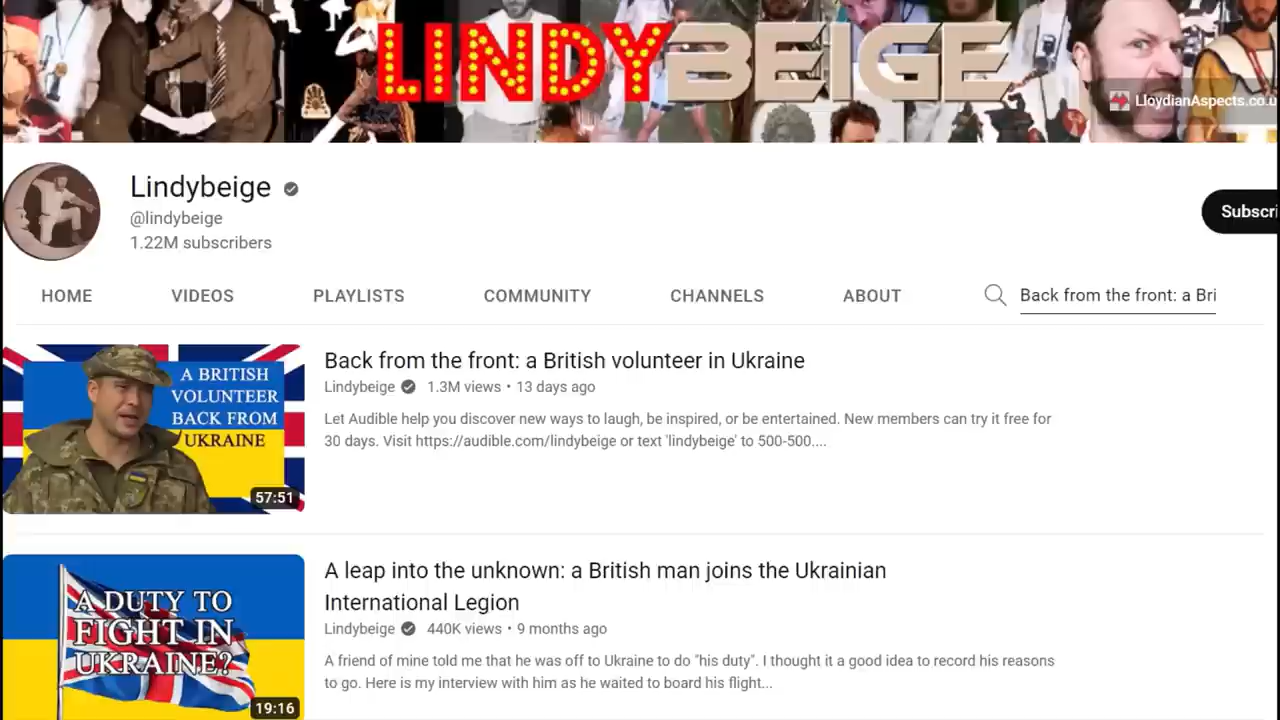 LINDYBEIGE
LloydianAspects.co.u
Lindybeige
@lindybeige
1.22M subscribers
Subscri
HOME VIDEOS PLAYLISTS COMMUNITY CHANNELS ABOUT Back from the front: a Bri
A BRITISH
VOLUNTEER
BACK FROM
UKRAINE
57:51
Back from the front: a British volunteer in Ukraine
Lindybeige 1.3M views • 13 days ago
Let Audible help you discover new ways to laugh, be inspired, or be entertained. New members can try it free for
30 days. Visit https://audible.com/lindybeige or text 'lindybeige' to 500-500....
A DUTY TO
FIGHT IN
UKRAINE?
19:16
A leap into the unknown: a British man joins the Ukrainian
International Legion
Lindybeige 440K views • 9 months ago
A friend of mine told me that he was off to Ukraine to do "his duty". I thought it a good idea to record his reasons
to go. Here is my interview with him as he waited to board his flight...